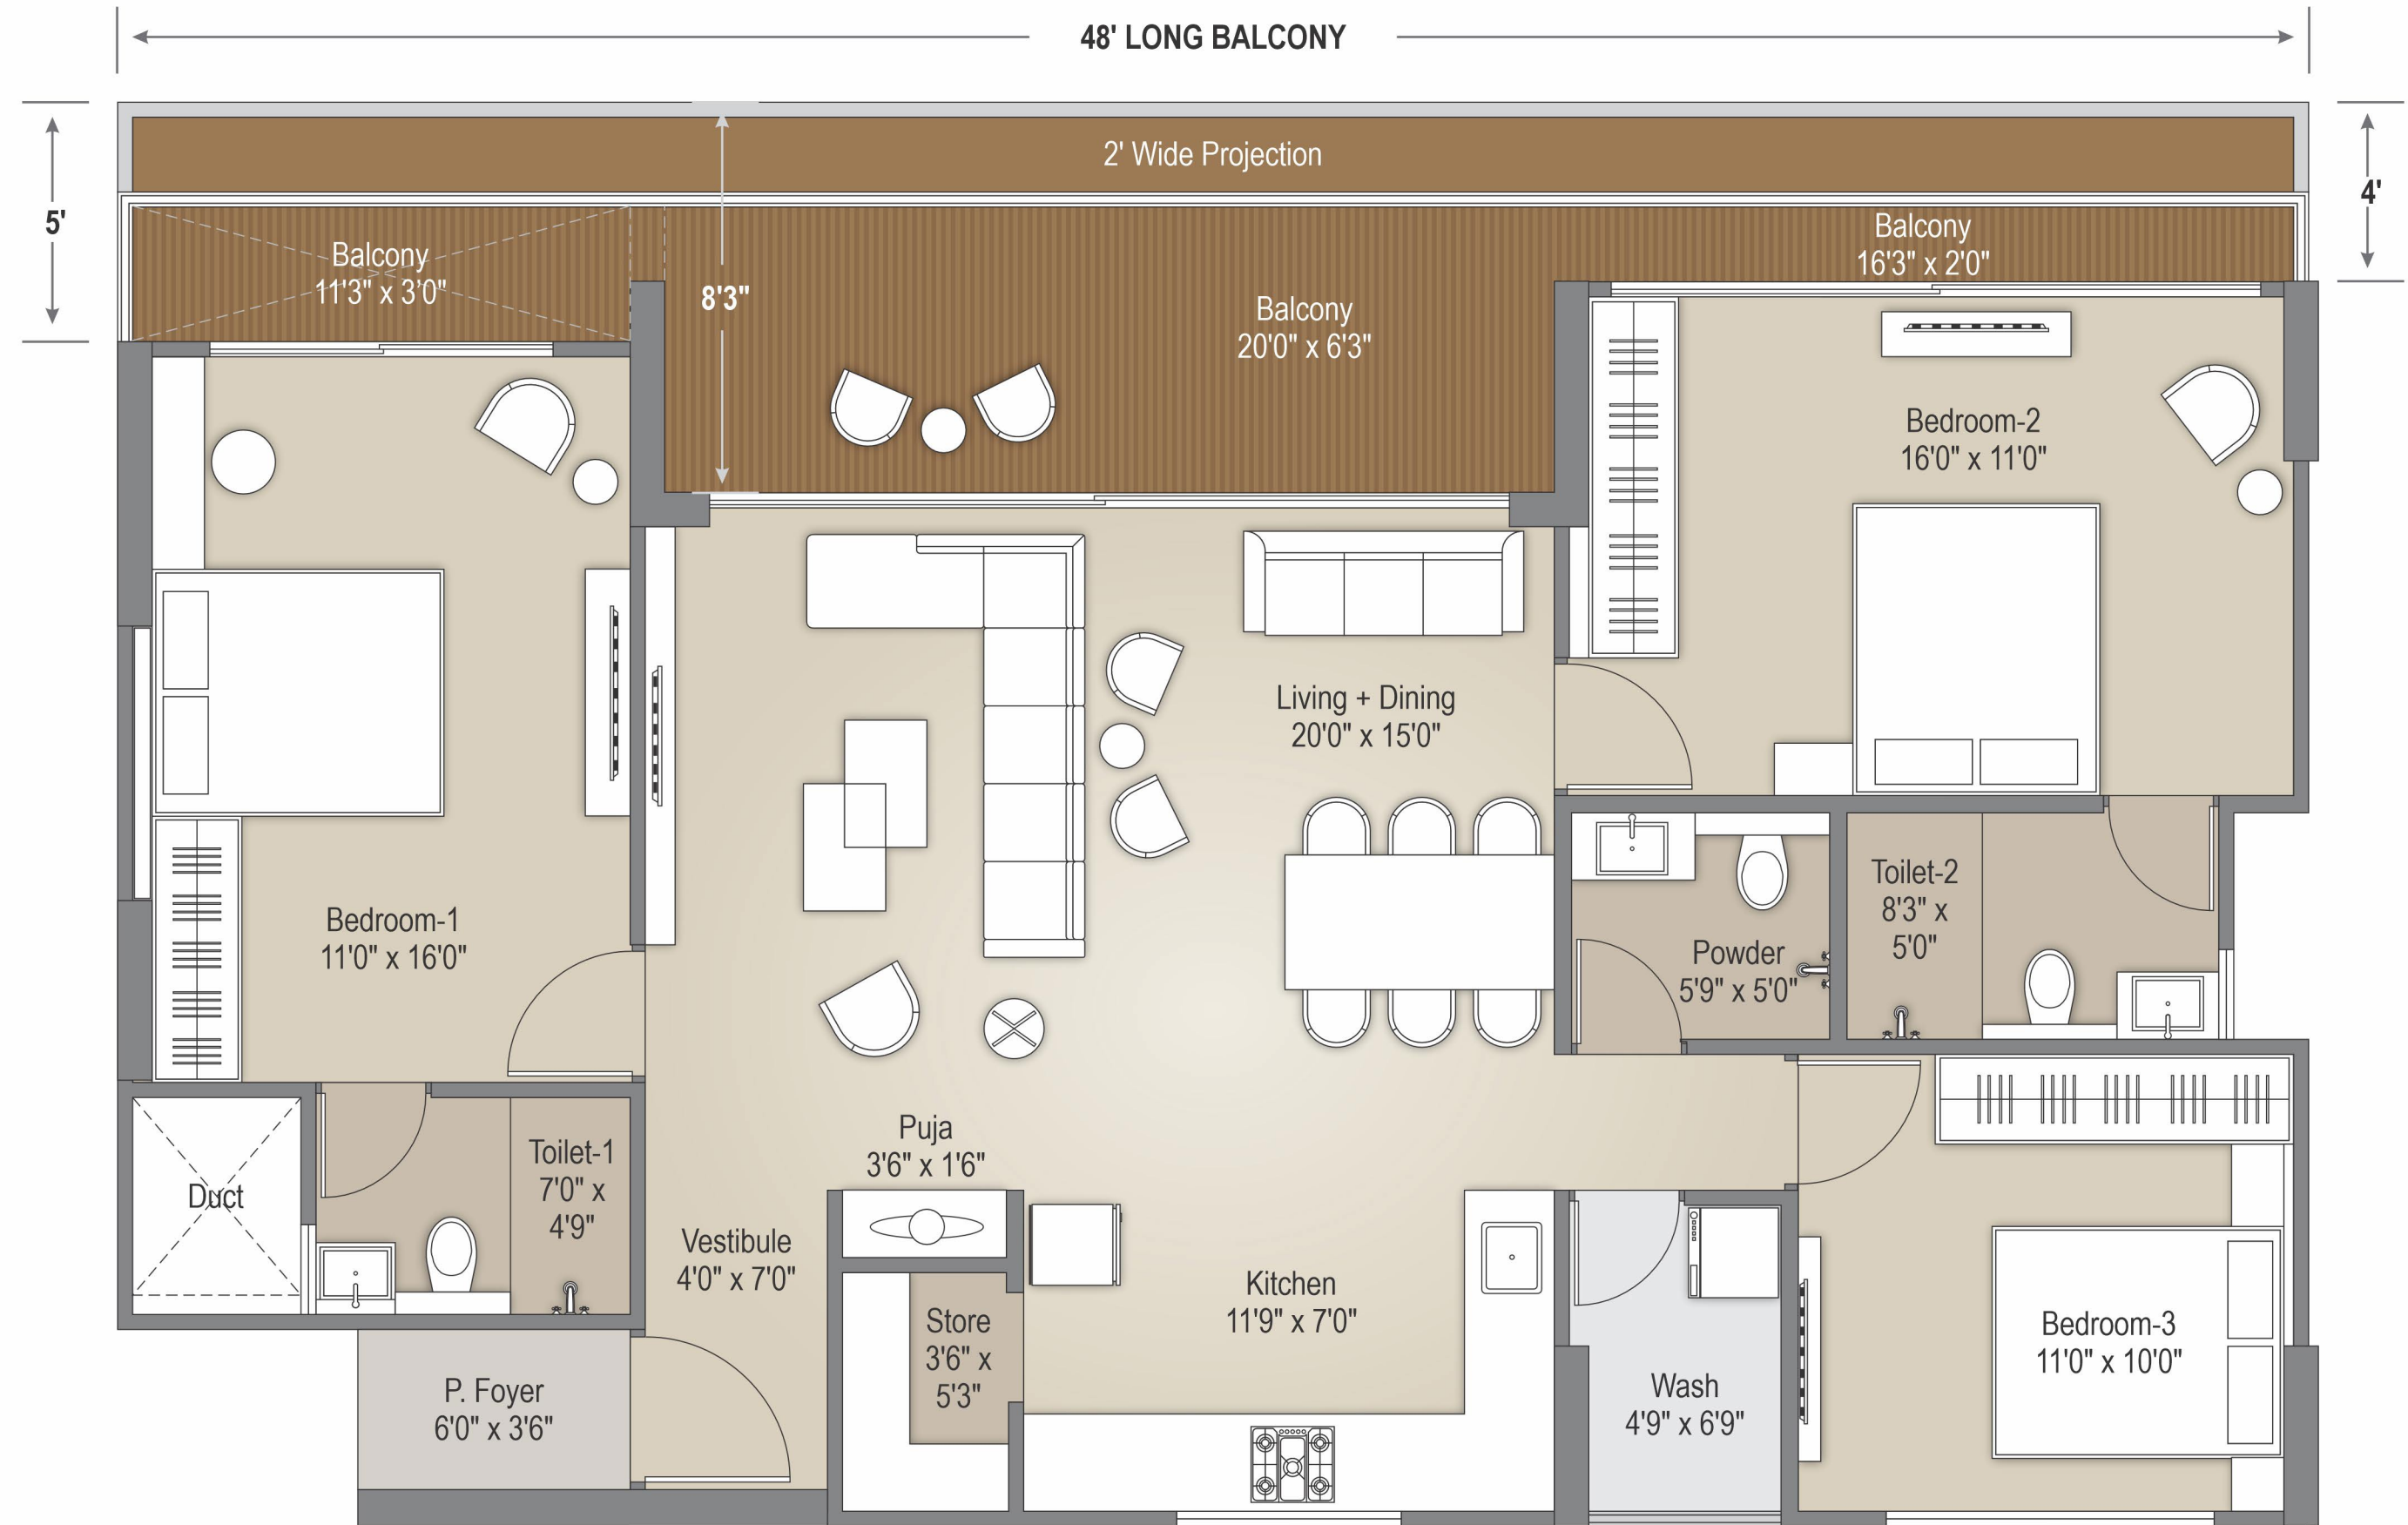 48' LONG BALCONY
2' Wide Projection
5'
4'
8'3"
Balcony
11'3" x 3'0"
Balcony
20'0" x 6'3"
Balcony
16'3" x 2'0"
Bedroom-2
16'0" x 11'0"
Living + Dining
20'0" x 15'0"
Bedroom-1
11'0" x 16'0"
Powder
5'9" x 5'0"
Toilet-2
8'3" x
5'0"
Puja
3'6" x 1'6"
Toilet-1
7'0" x
4'9"
Duct
Vestibule
4'0" x 7'0"
Kitchen
11'9" x 7'0"
Store
3'6" x
5'3"
P. Foyer
6'0" x 3'6"
Wash
4'9" x 6'9"
Bedroom-3
11'0" x 10'0"